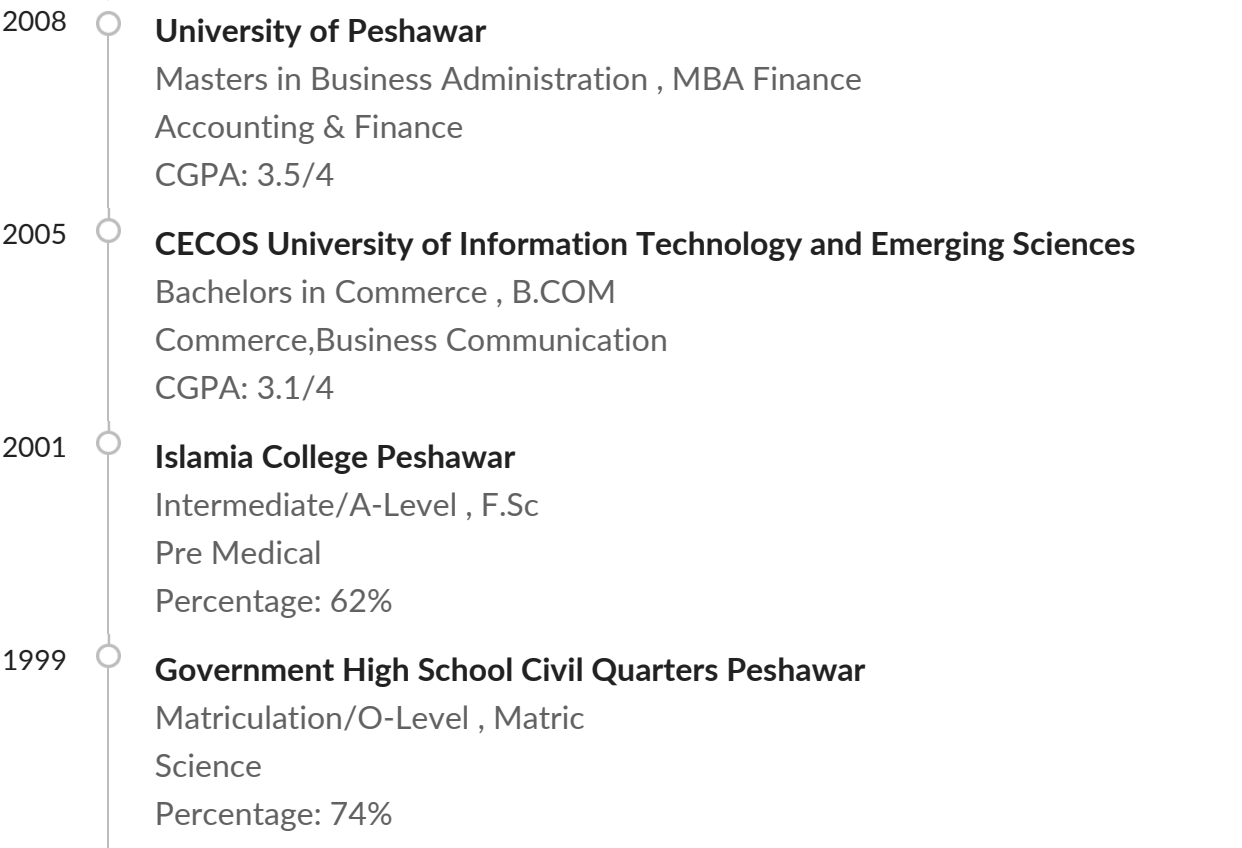 2008
University of Peshawar
Masters in Business Administration , MBA Finance
Accounting & Finance
CGPA: 3.5/4
2005
CECOS University of Information Technology and Emerging Sciences
Bachelors in Commerce , B.COM
Commerce,Business Communication
CGPA: 3.1/4
2001
Islamia College Peshawar
Intermediate/A-Level , F.Sc
Pre Medical
Percentage: 62%
1999
Government High School Civil Quarters Peshawar
Matriculation/O-Level , Matric
Science
Percentage: 74%